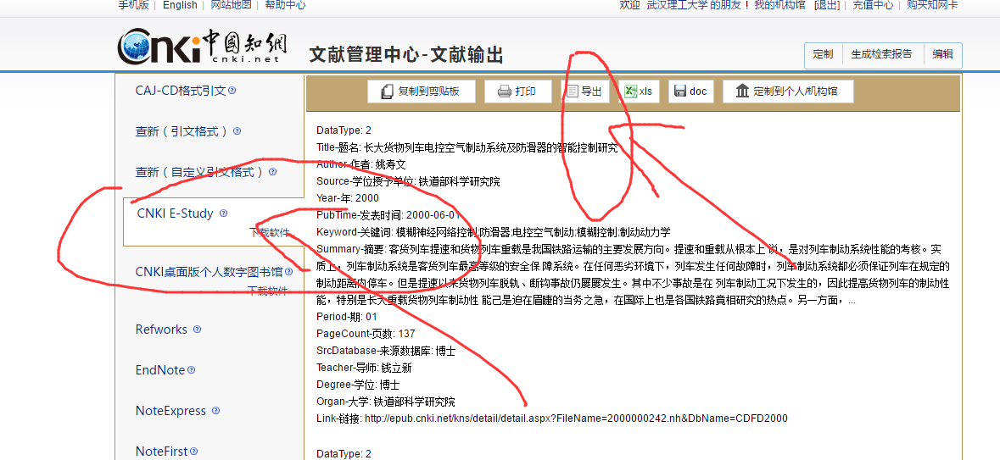 手机版 | English | 网站地图 | 帮助中心
欢迎 武汉理工大学 的朋友！ 我的机构馆 [退出] | 充值中心 | 购买知网卡
Cnki 中國知網
cnki.net
文献管理中心-文献输出
定制 生成检索报告 编辑
CAJ-CD格式引文 ?
查新（引文格式） ?
查新（自定义引文格式） ?
CNKI E-Study ?
下载软件
CNKI桌面版个人数字图书馆 ?
下载软件
Refworks ?
EndNote ?
NoteExpress ?
NoteFirst ?
复制到剪贴板 打印 导出 xls doc 定制到个人/机构馆
DataType: 2
Title-题名: 长大货物列车电控空气制动系统及防滑器的智能控制研究
Author-作者: 姚寿文
Source-学位授予单位: 铁道部科学研究院
Year-年: 2000
PubTime-发表时间: 2000-06-01
Keyword-关键词: 模糊神经网络控制;防滑器;电控空气制动;模糊控制;制动动力学
Summary-摘要: 客货列车提速和货物列车重载是我国铁路运输的主要发展方向。提速和重载从根本上 说，是对列车制动系统性能的考核。实
质上，列车制动系统是客货列车最高等级的安全保 障系统。在任何恶劣环境下，列车发生任何故障时，列车制动系统都必须保证列车在规定的
制动距离内停车。但是提速以来货物列车脱轨、断钩事故仍屡屡发生。其中不少事故是在 列车制动工况下发生的，因此提高货物列车的制动性
能，特别是长大重载货物列车制动性 能己是迫在眉睫的当务之急，在国际上也是各国铁路竟相研究的热点。另一方面，...
Period-期: 01
PageCount-页数: 137
SrcDatabase-来源数据库: 博士
Teacher-导师: 钱立新
Degree-学位: 博士
Organ-大学: 铁道部科学研究院
Link-链接: http://epub.cnki.net/kns/detail/detail.aspx?FileName=2000000242.nh&DbName=CDFD2000
DataType: 2